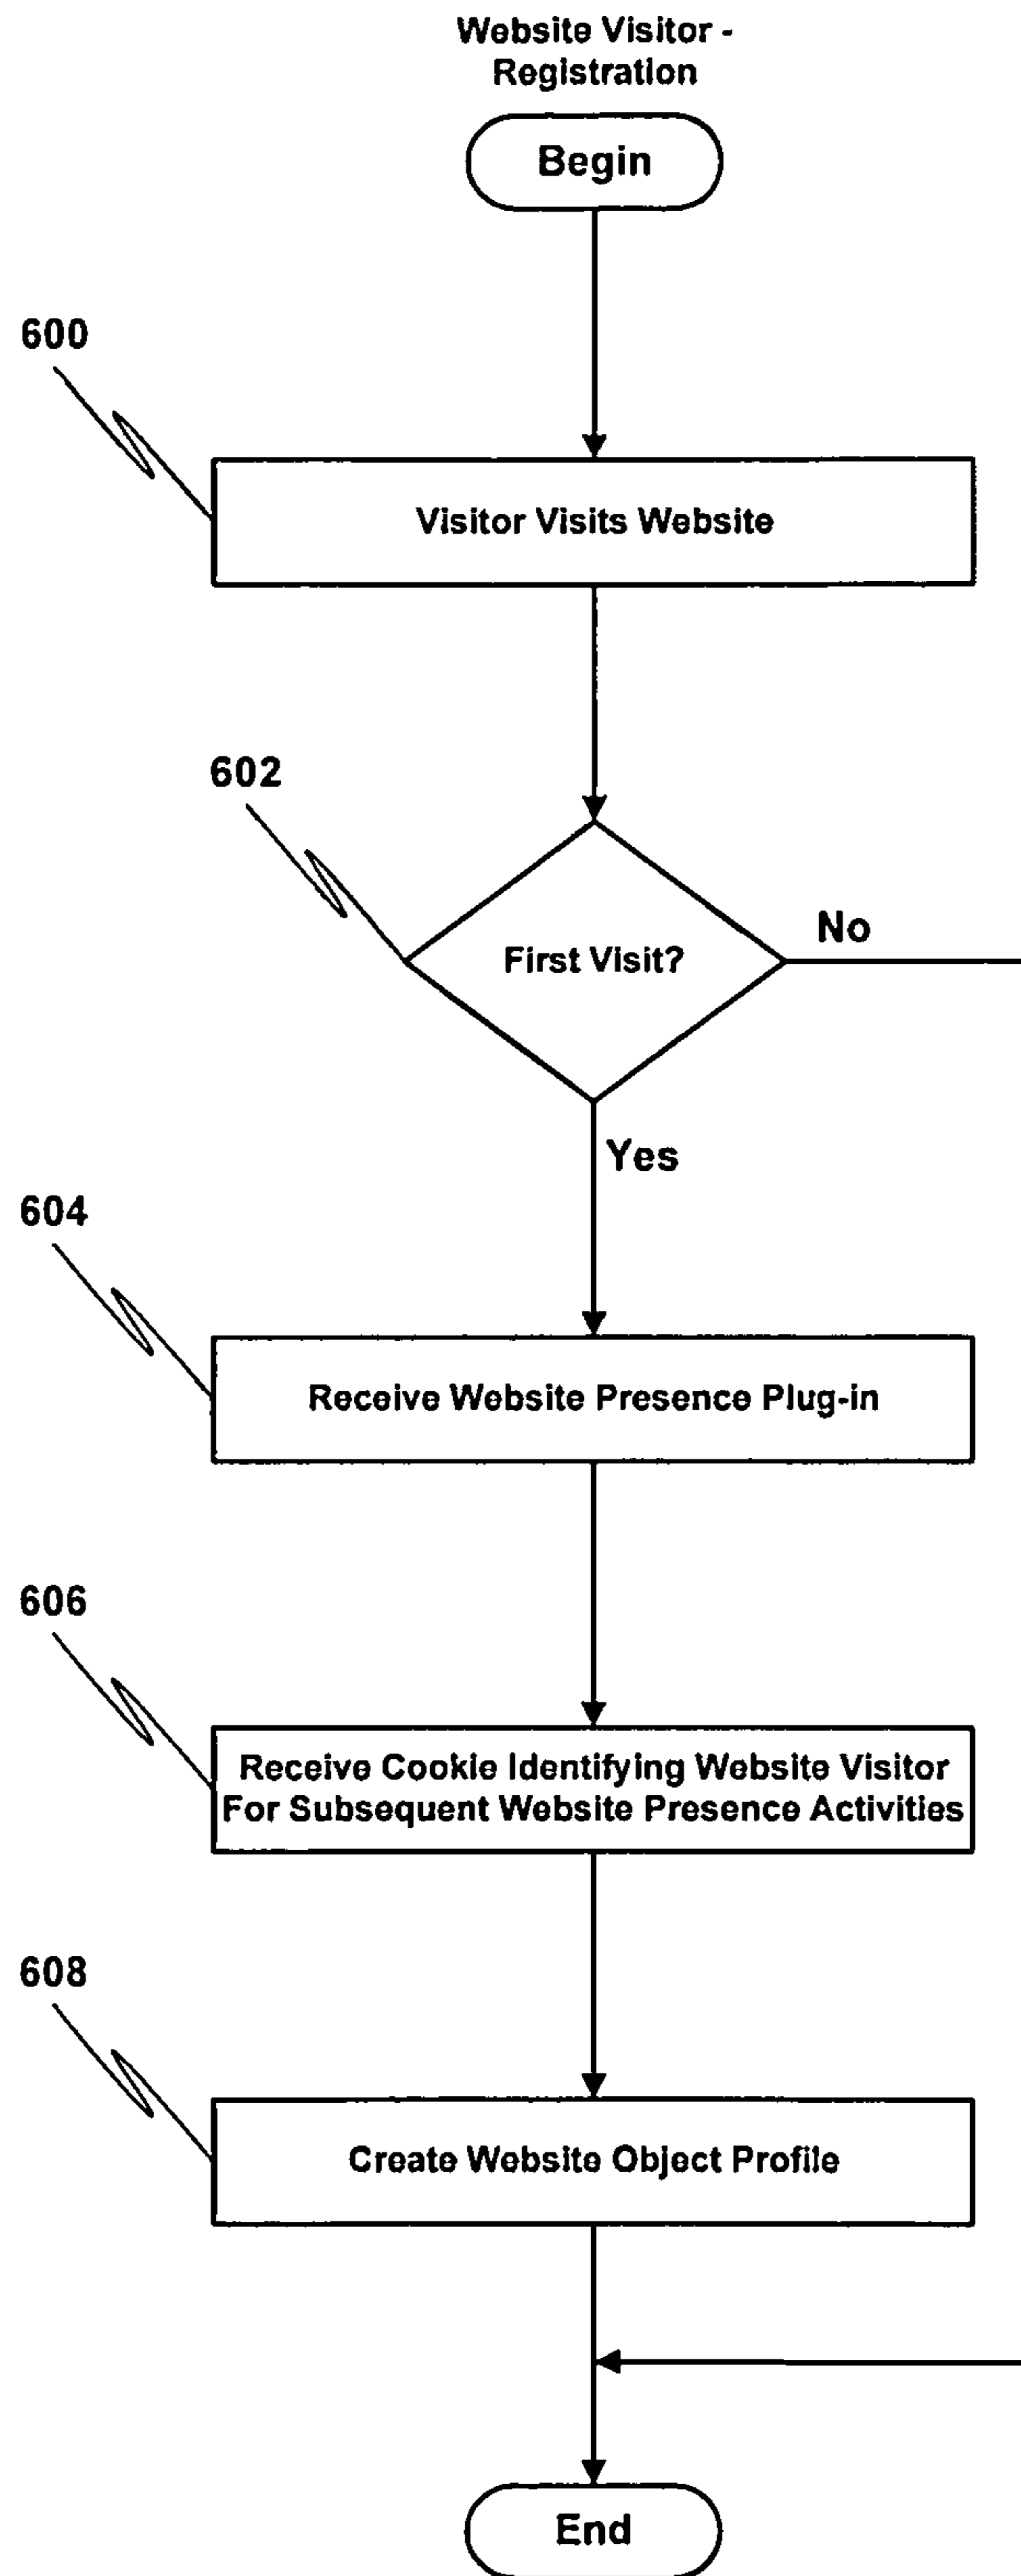 Website Visitor -
Registration
Begin
600
Visitor Visits Website
602
First Visit?
No
Yes
604
Receive Website Presence Plug-in
606
Receive Cookie Identifying Website Visitor
For Subsequent Website Presence Activities
608
Create Website Object Profile
End